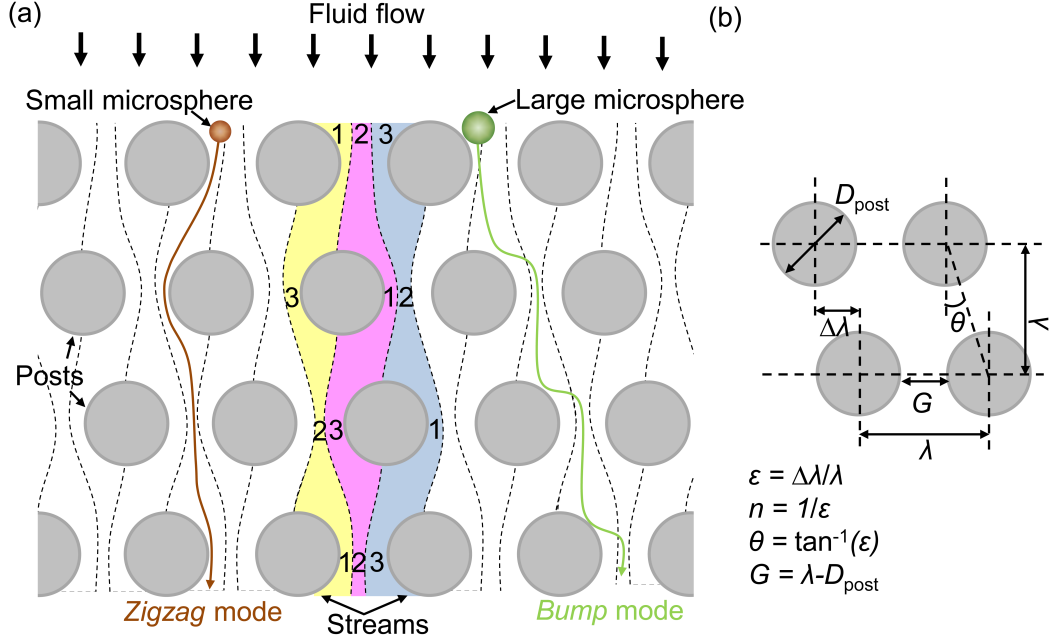 (a)
Fluid flow
(b)
Small microsphere
Large microsphere
1 2 3
D_post
3 1 2
Δλ
θ
λ
Posts
G
2 3 1
λ
ε = Δλ/λ
n = 1/ε
θ = tan⁻¹(ε)
G = λ-D_post
1 2 3
Zigzag mode
Streams
Bump mode